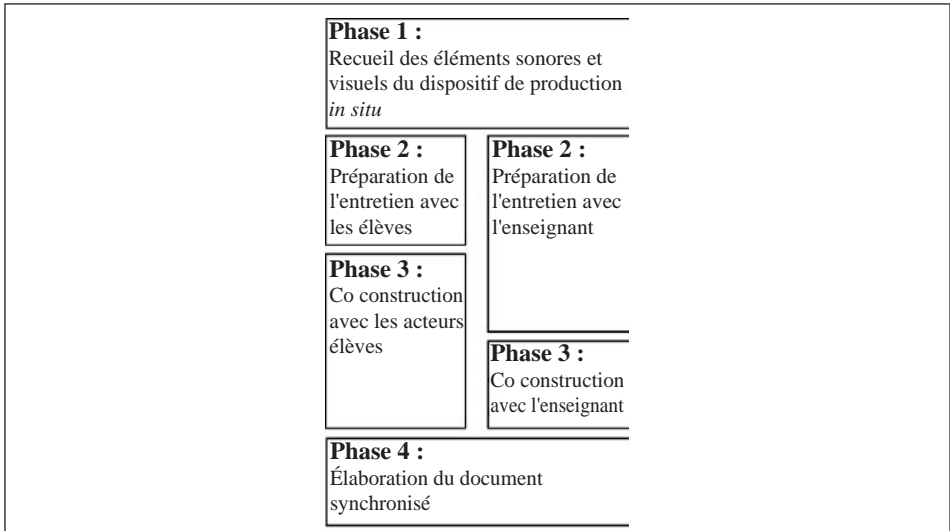 Phase 1 :
Recueil des éléments sonores et
visuels du dispositif de production
in situ
Phase 2 :
Préparation de
l'entretien avec
les élèves
Phase 2 :
Préparation de
l'entretien avec
l'enseignant
Phase 3 :
Co construction
avec les acteurs
élèves
Phase 3 :
Co construction
avec l'enseignant
Phase 4 :
Élaboration du document
synchronisé